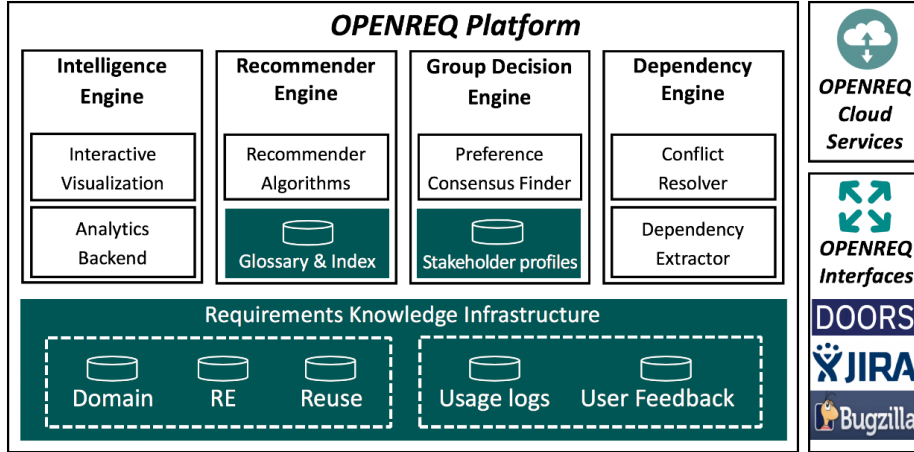 OPENREQ Platform
Intelligence
Engine
Interactive
Visualization
Analytics
Backend
Recommender
Engine
Recommender
Algorithms
Glossary & Index
Group Decision
Engine
Preference
Consensus Finder
Stakeholder profiles
Dependency
Engine
Conflict
Resolver
Dependency
Extractor
Requirements Knowledge Infrastructure
Domain
RE
Reuse
Usage logs
User Feedback
OPENREQ
Cloud
Services
OPENREQ
Interfaces
DOORS
JIRA
Bugzilla